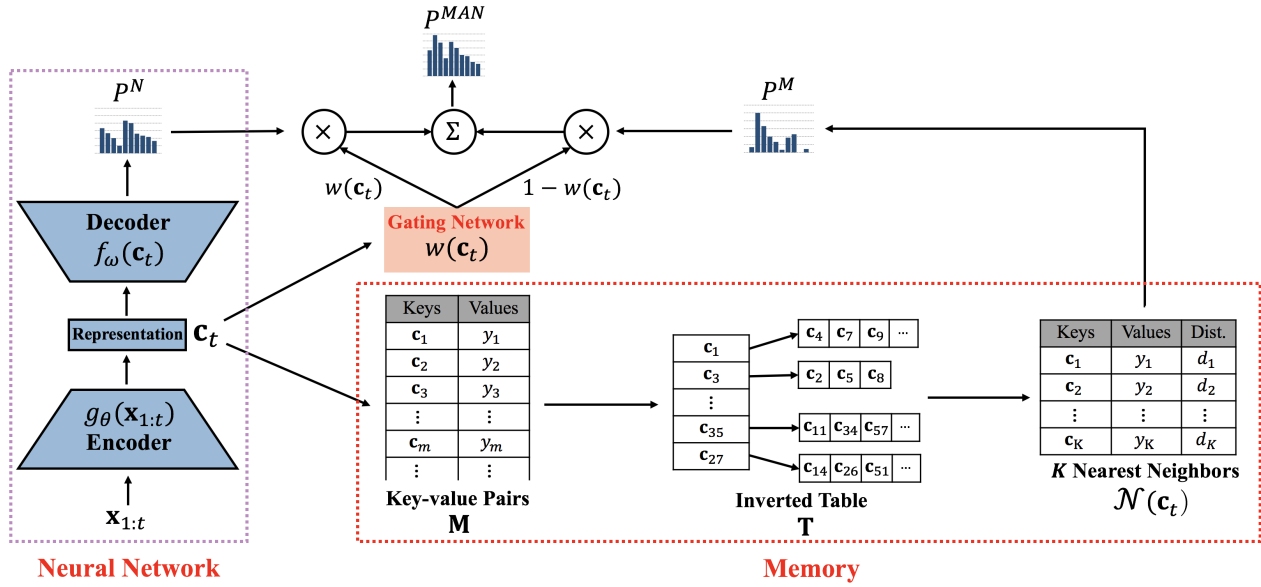 P^{MAN}
P^N
P^M
× Σ ×
w(c_t) 1 − w(c_t)
Gating Network
w(c_t)
Decoder
f_ω(c_t)
Representation c_t
g_θ(x_{1:t})
Encoder
x_{1:t}
Neural Network
Keys Values
c_1 y_1
c_2 y_2
c_3 y_3
⋮ ⋮
c_m y_m
⋮ ⋮
Key-value Pairs
M
c_1 c_4 c_7 c_9 ...
c_3 c_2 c_5 c_8
⋮
c_35 c_11 c_34 c_57 ...
c_27 c_14 c_26 c_51 ...
Inverted Table
T
Keys Values Dist.
c_1 y_1 d_1
c_2 y_2 d_2
⋮ ⋮ ⋮
c_K y_K d_K
K Nearest Neighbors
𝒩(c_t)
Memory